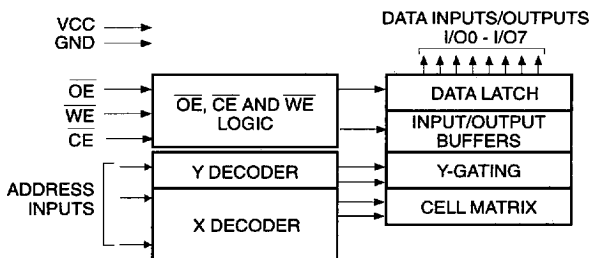 VCC
GND
OE
WE
CE
ADDRESS
INPUTS
OE, CE AND WE
LOGIC
Y DECODER
X DECODER
DATA INPUTS/OUTPUTS
I/O0 - I/O7
DATA LATCH
INPUT/OUTPUT
BUFFERS
Y-GATING
CELL MATRIX